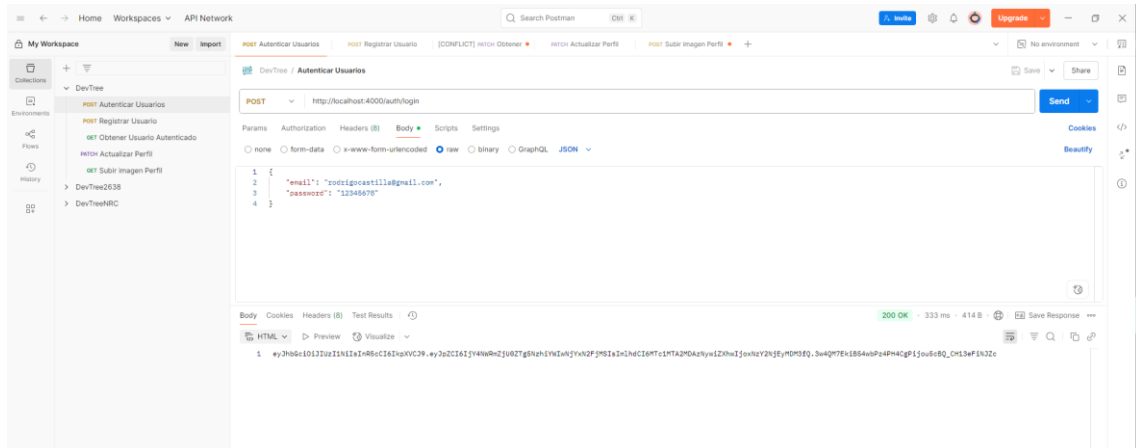 Home Workspaces API Network Search Postman Ctrl K Invite Upgrade
My Workspace New Import POST Autenticar Usuarios POST Registrar Usuario [CONFLICT] PATCH Obtener PATCH Actualizar Perfil POST Subir Imagen Perfil No environment
Collections
Environments
Flows
History
DevTree
POST Autenticar Usuarios
POST Registrar Usuario
GET Obtener Usuario Autenticado
PATCH Actualizar Perfil
GET Subir Imagen Perfil
DevTree2638
DevTreeNRC
DevTree / Autenticar Usuarios Save Share
POST http://localhost:4000/auth/login Send
Params Authorization Headers (8) Body Scripts Settings Cookies
none form-data x-www-form-urlencoded raw binary GraphQL JSON Beautify
1 {
2 "email": "rodrigocastilla@gmail.com",
3 "password": "12345678"
4 }
Body Cookies Headers (8) Test Results 200 OK 333 ms 414 B Save Response
HTML Preview Visualize
1